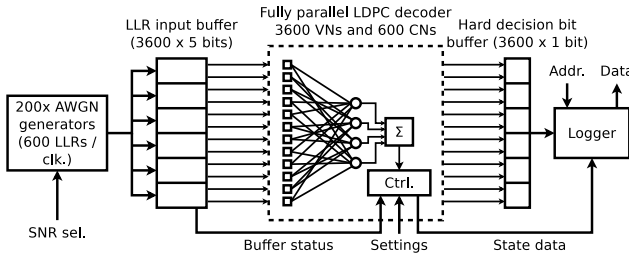 LLR input buffer
(3600 x 5 bits)
Fully parallel LDPC decoder
3600 VNs and 600 CNs
Hard decision bit
buffer (3600 x 1 bit)
Addr.
Data
200x AWGN
generators
(600 LLRs /
clk.)
Σ
Logger
Ctrl.
SNR sel.
Buffer status
Settings
State data